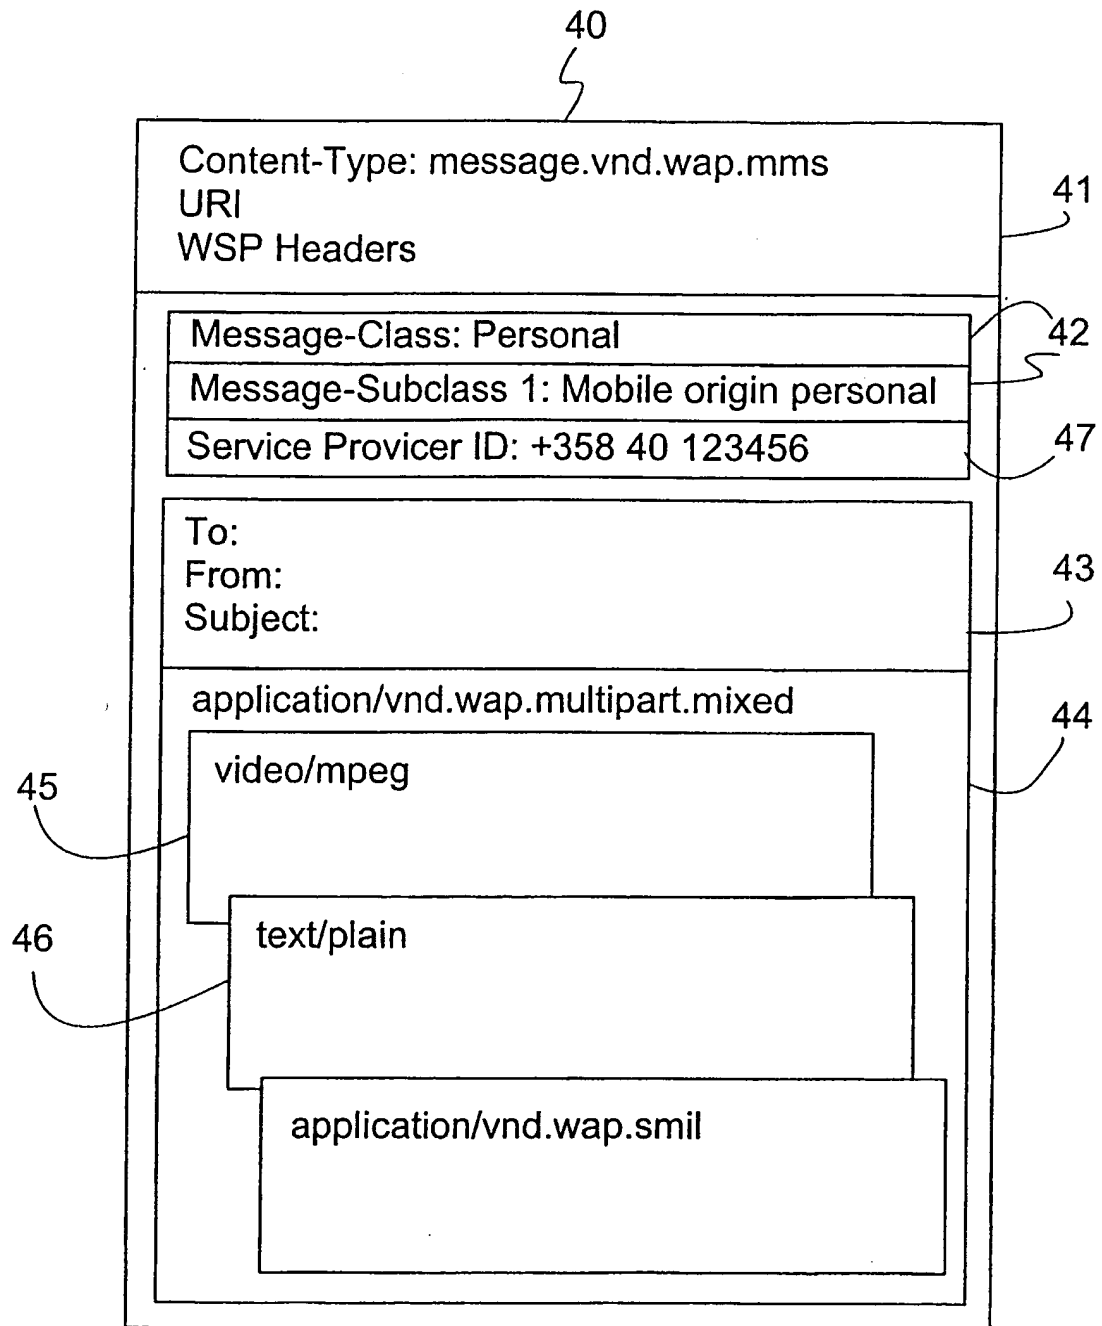 40
Content-Type: message.vnd.wap.mms
URI
WSP Headers
41
Message-Class: Personal
Message-Subclass 1: Mobile origin personal
42
Service Provicer ID: +358 40 123456
47
To:
From:
Subject:
43
application/vnd.wap.multipart.mixed
44
video/mpeg
45
text/plain
46
application/vnd.wap.smil